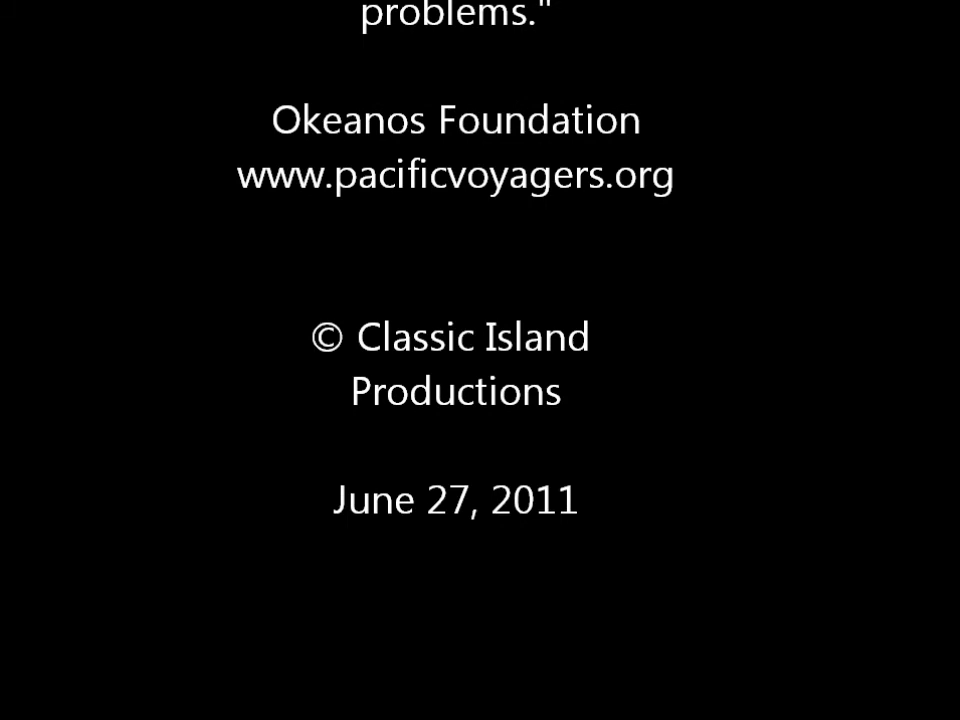 problems."
Okeanos Foundation
www.pacificvoyagers.org
© Classic Island
Productions
June 27, 2011